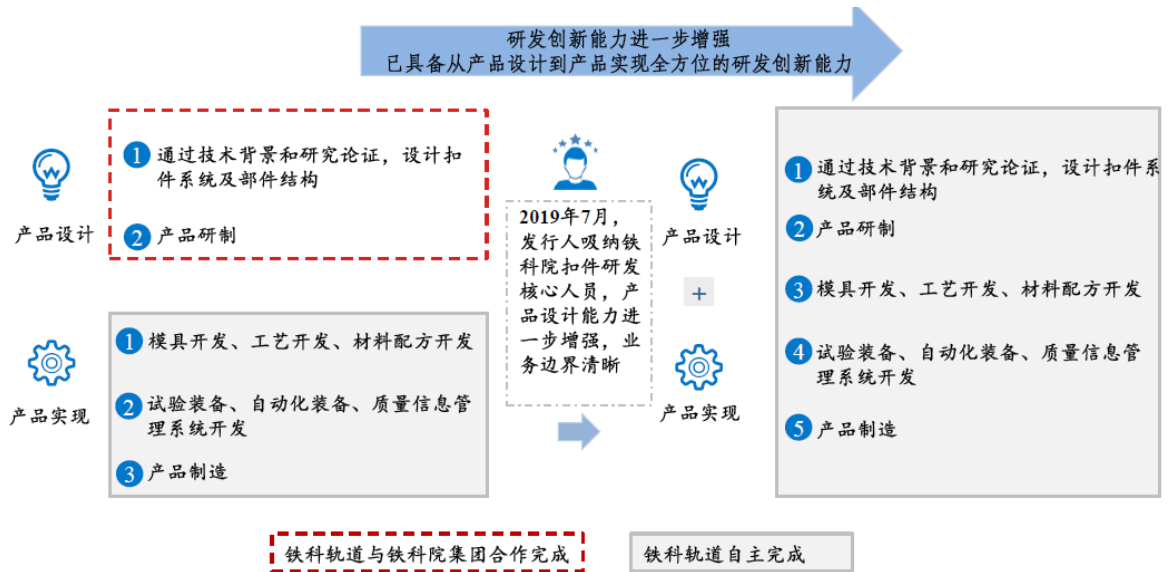 研发创新能力进一步增强
已具备从产品设计到产品实现全方位的研发创新能力
产品设计
1 通过技术背景和研究论证，设计扣
件系统及部件结构
2 产品研制
产品实现
1 模具开发、工艺开发、材料配方开发
2 试验装备、自动化装备、质量信息管
理系统开发
3 产品制造
2019年7月，
发行人吸纳铁
科院扣件研发
核心人员，产
品设计能力进
一步增强，业
务边界清晰
产品设计
+
产品实现
1 通过技术背景和研究论证，设计扣件系
统及部件结构
2 产品研制
3 模具开发、工艺开发、材料配方开发
4 试验装备、自动化装备、质量信息管
理系统开发
5 产品制造
铁科轨道与铁科院集团合作完成
铁科轨道自主完成